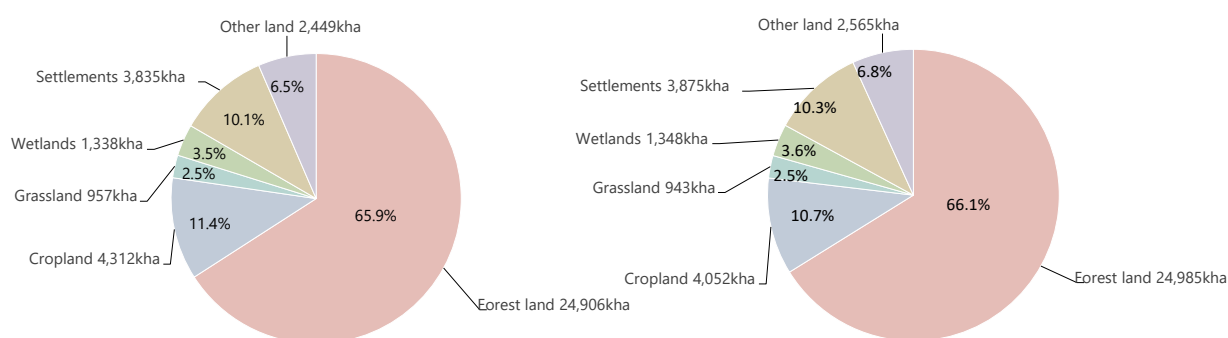 Other land 2,449kha
Settlements 3,835kha
6.5%
10.1%
Wetlands 1,338kha
3.5%
Grassland 957kha
2.5%
11.4%
65.9%
Cropland 4,312kha
Forest land 24,906kha
Other land 2,565kha
6.8%
Settlements 3,875kha
10.3%
Wetlands 1,348kha
3.6%
Grassland 943kha
2.5%
10.7%
66.1%
Cropland 4,052kha
Forest land 24,985kha